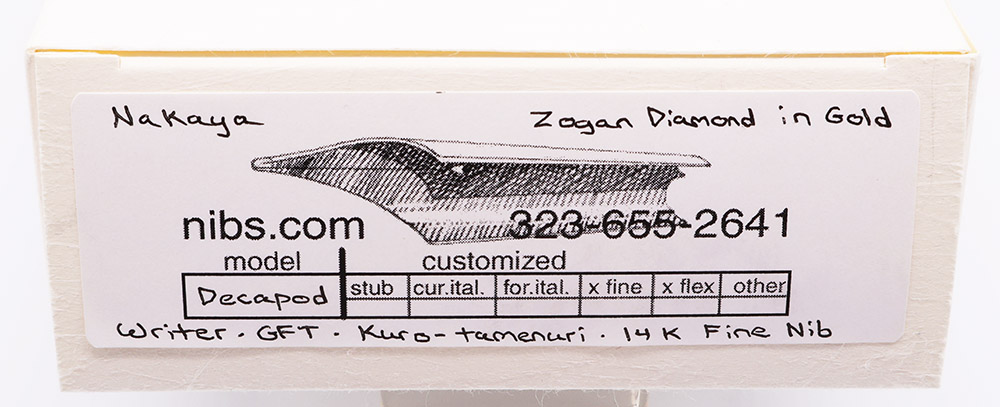 Nakaya Zogan Diamond in Gold
nibs.com 323-655-2641
model customized
Decapod stub cur.ital. for.ital. x fine x flex other
Writer · GFT · Kuro-tamenuri · 14K Fine Nib